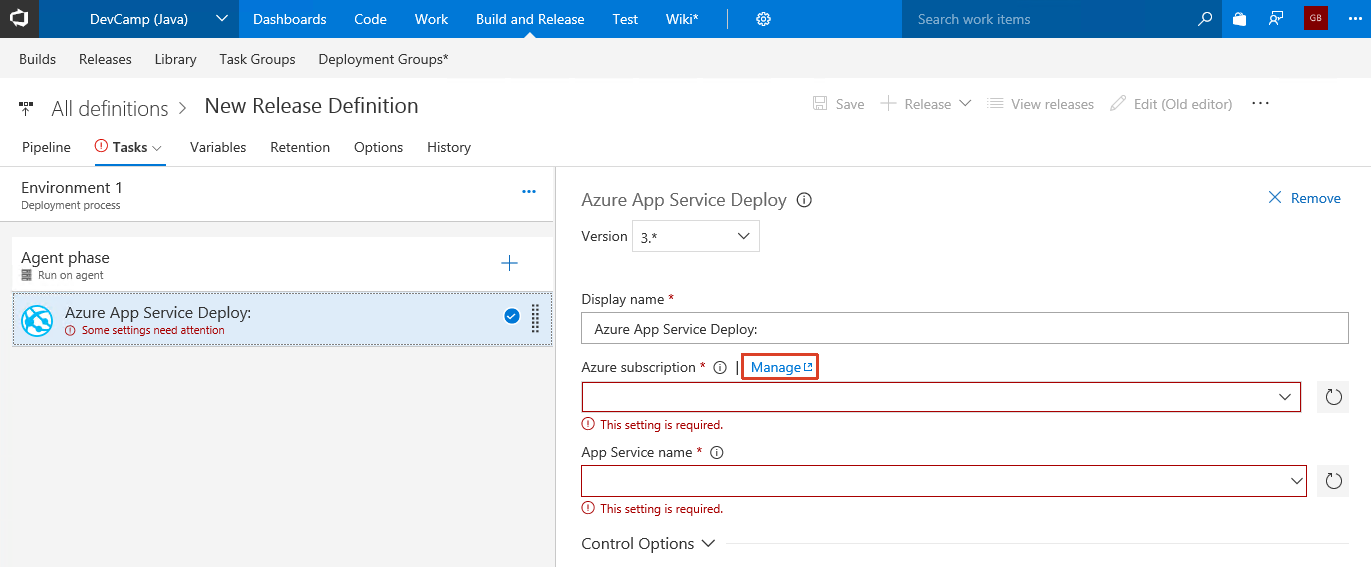 DevCamp (Java) Dashboards Code Work Build and Release Test Wiki* Search work items GB
Builds Releases Library Task Groups Deployment Groups*
All definitions > New Release Definition Save Release View releases Edit (Old editor) ...
Pipeline Tasks Variables Retention Options History
Environment 1
Deployment process
Agent phase
Run on agent
Azure App Service Deploy:
Some settings need attention
Azure App Service Deploy Remove
Version 3.*
Display name *
Azure App Service Deploy:
Azure subscription * | Manage
This setting is required.
App Service name *
This setting is required.
Control Options